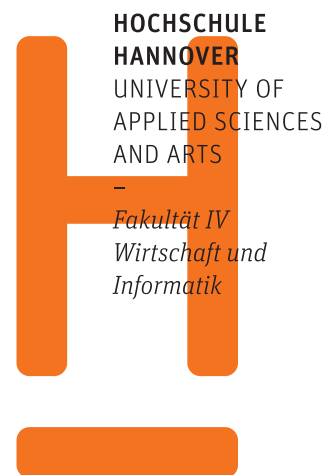 HOCHSCHULE
HANNOVER
UNIVERSITY OF
APPLIED SCIENCES
AND ARTS
–
Fakultät IV
Wirtschaft und
Informatik